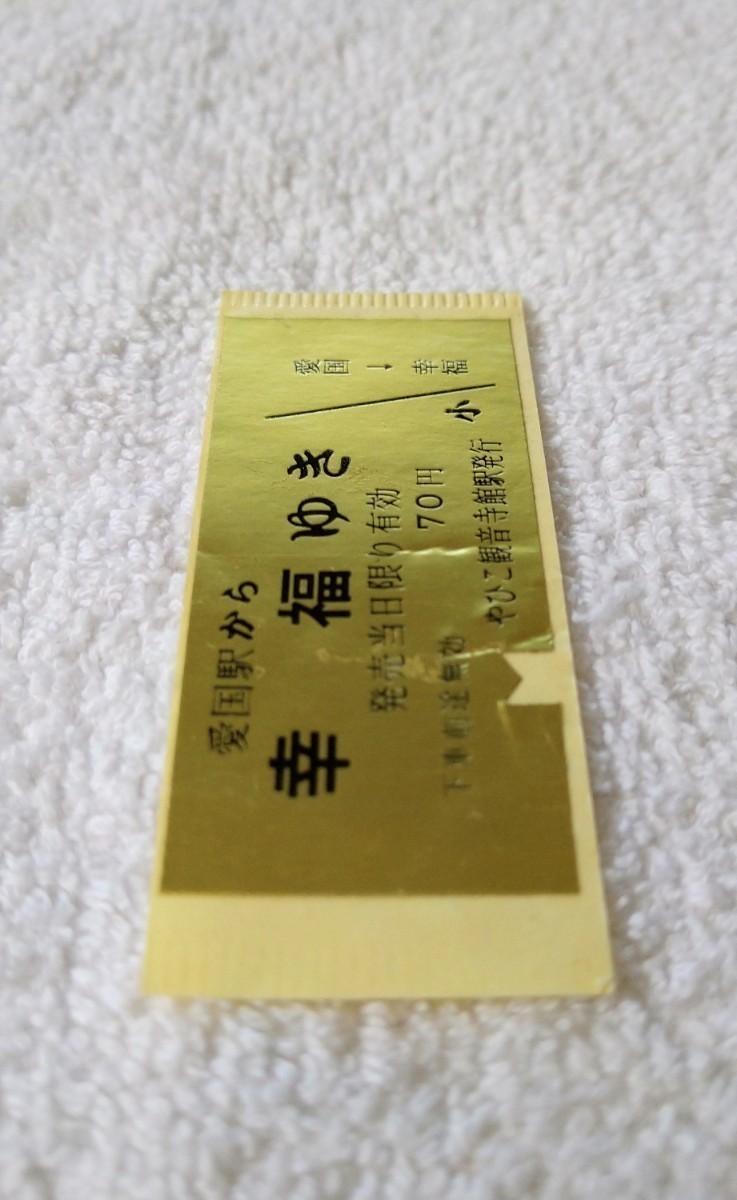 愛国駅から
幸福ゆき
発売当日限り有効
下車前途無効 70円
やひこ観音寺館駅発行
愛国→幸福
小